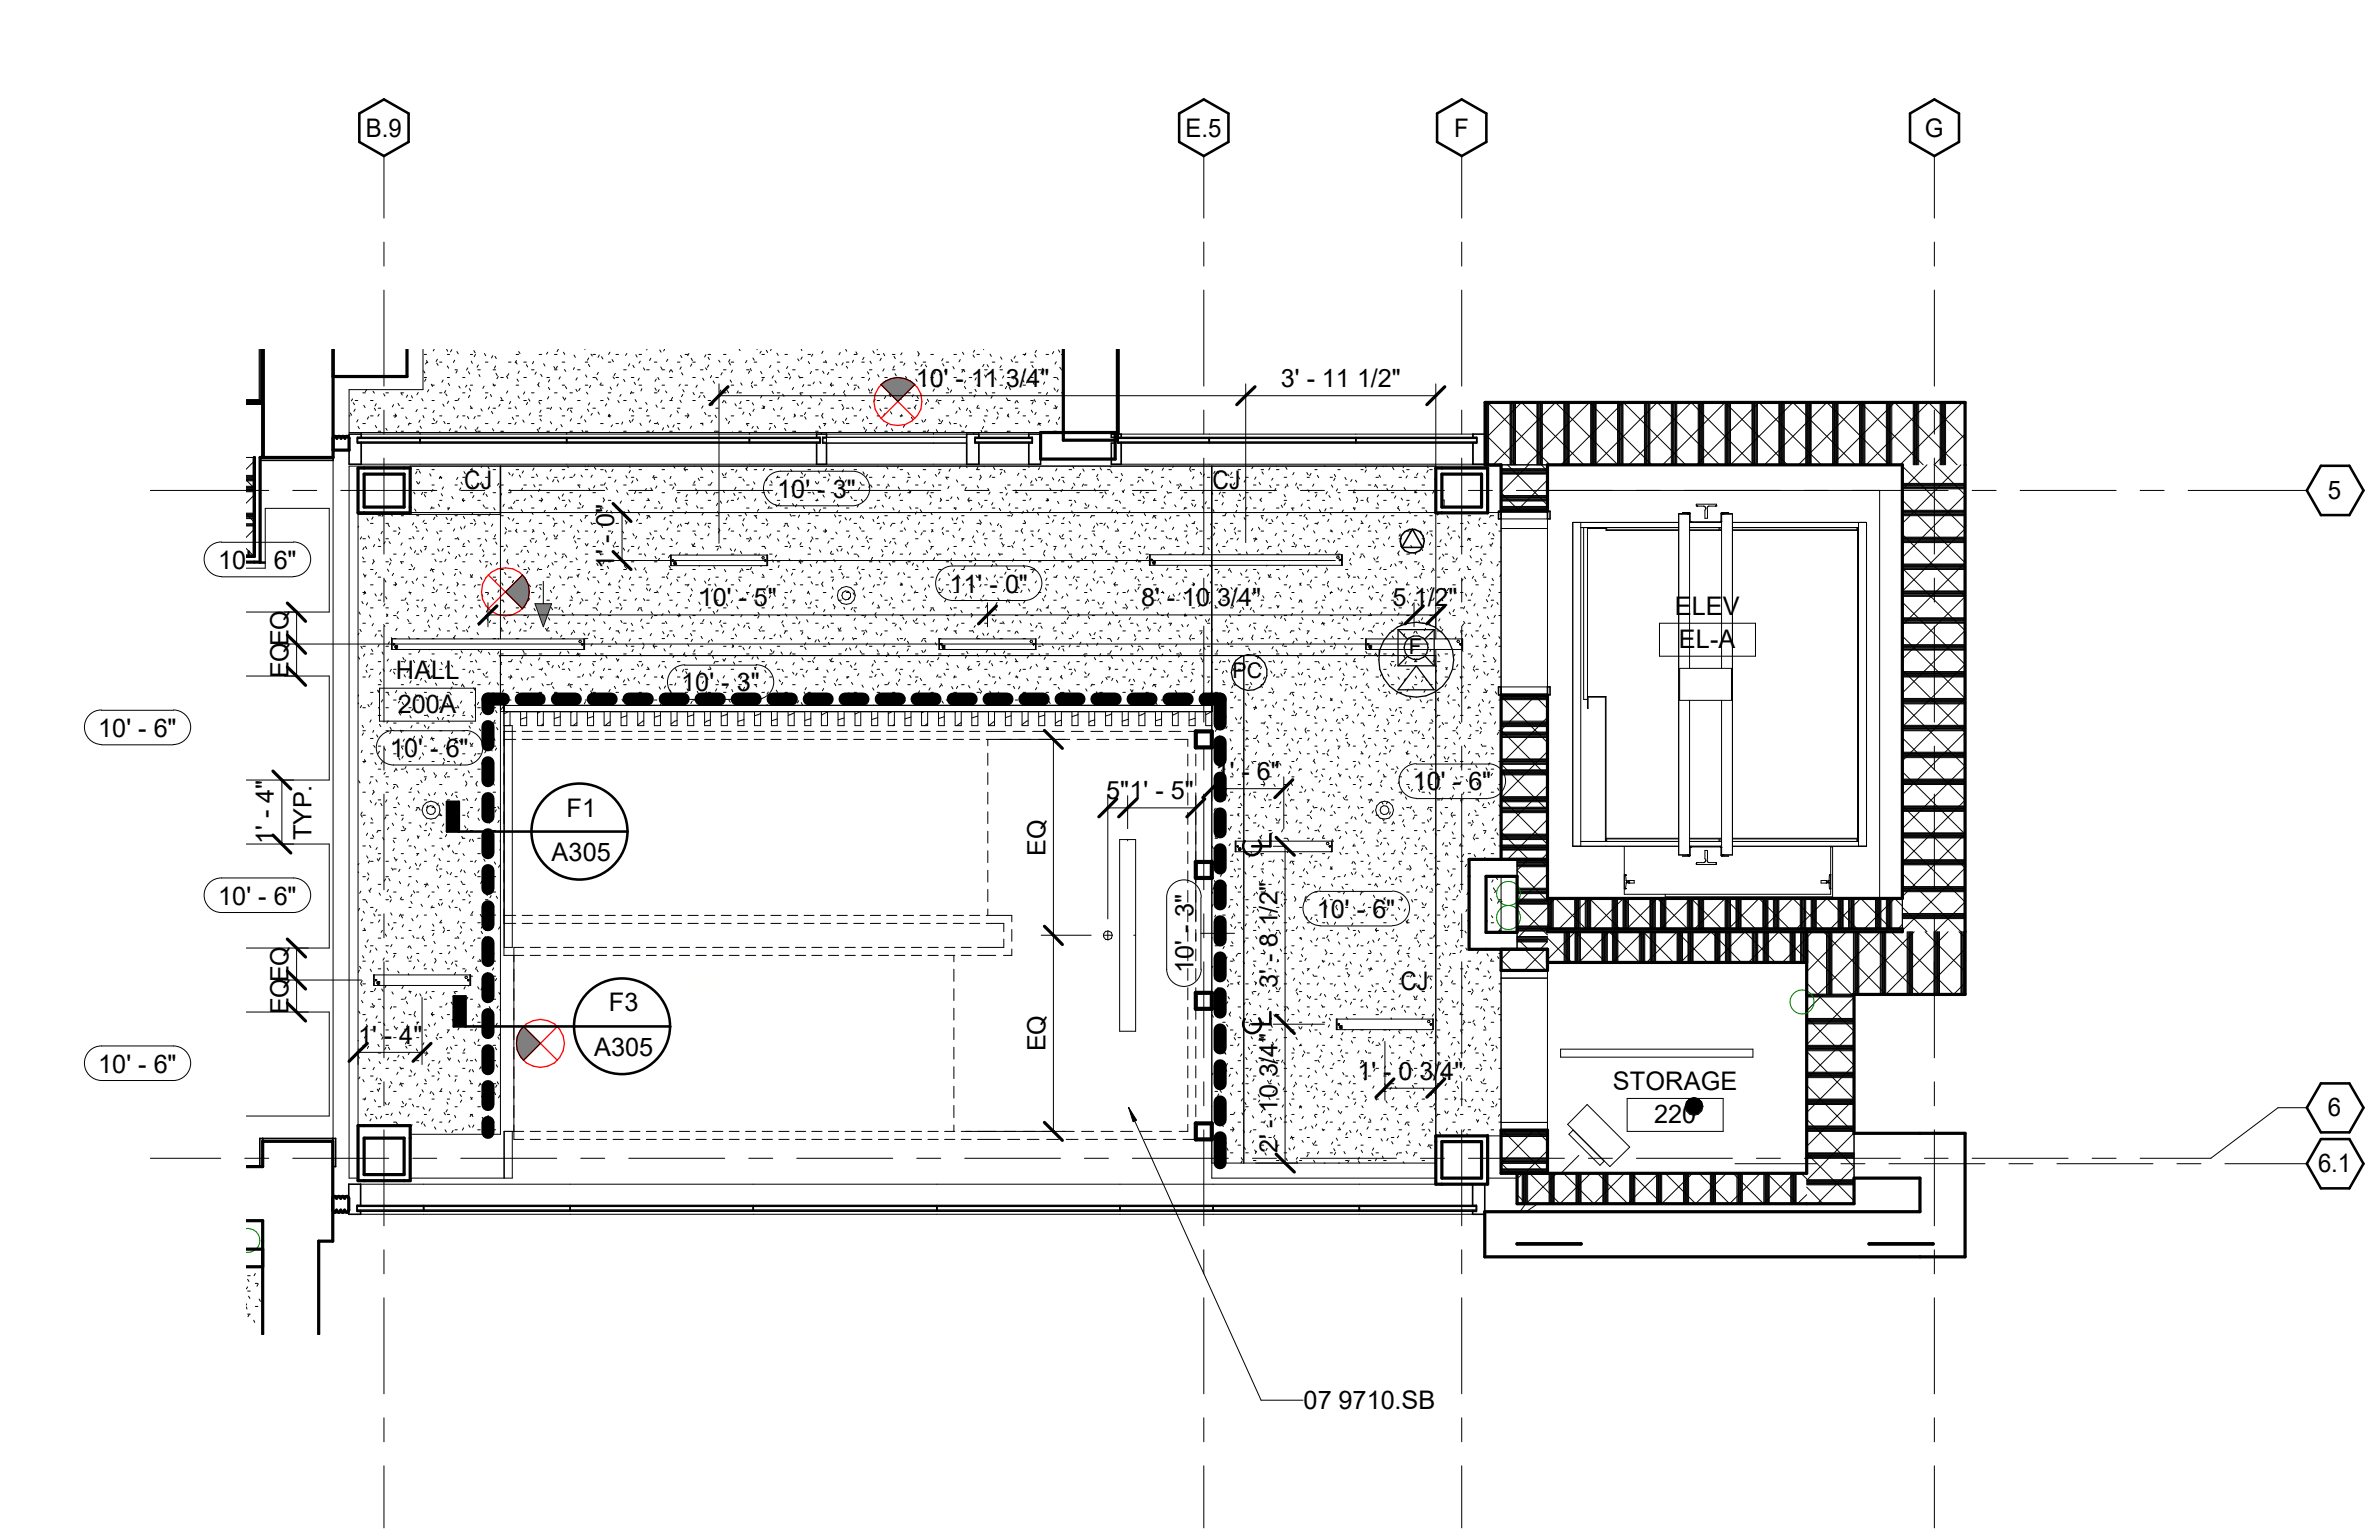 B.9
E.5
F
G
10' - 11 3/4"
3' - 11 1/2"
CJ
10' - 3"
CJ
5
1' - 0"
10' - 6"
11' - 0"
10' - 5"
8' - 10 3/4"
5 1/2"
ELEV
EL-A
EQ
EQ
F
HALL
200A
10' - 3"
PC
10' - 6"
10' - 6"
1' - 4"
TYP.
F1
A305
EQ
5"
1' - 5"
' - 6"
10' - 6"
CL
10' - 6"
10' - 3"
3' - 8 1/2"
10' - 6"
EQ
EQ
CJ
F3
A305
1' - 4"
EQ
CL
2' - 10 3/4"
1' - 0 3/4"
10' - 6"
STORAGE
220
6
6.1
07 9710.SB